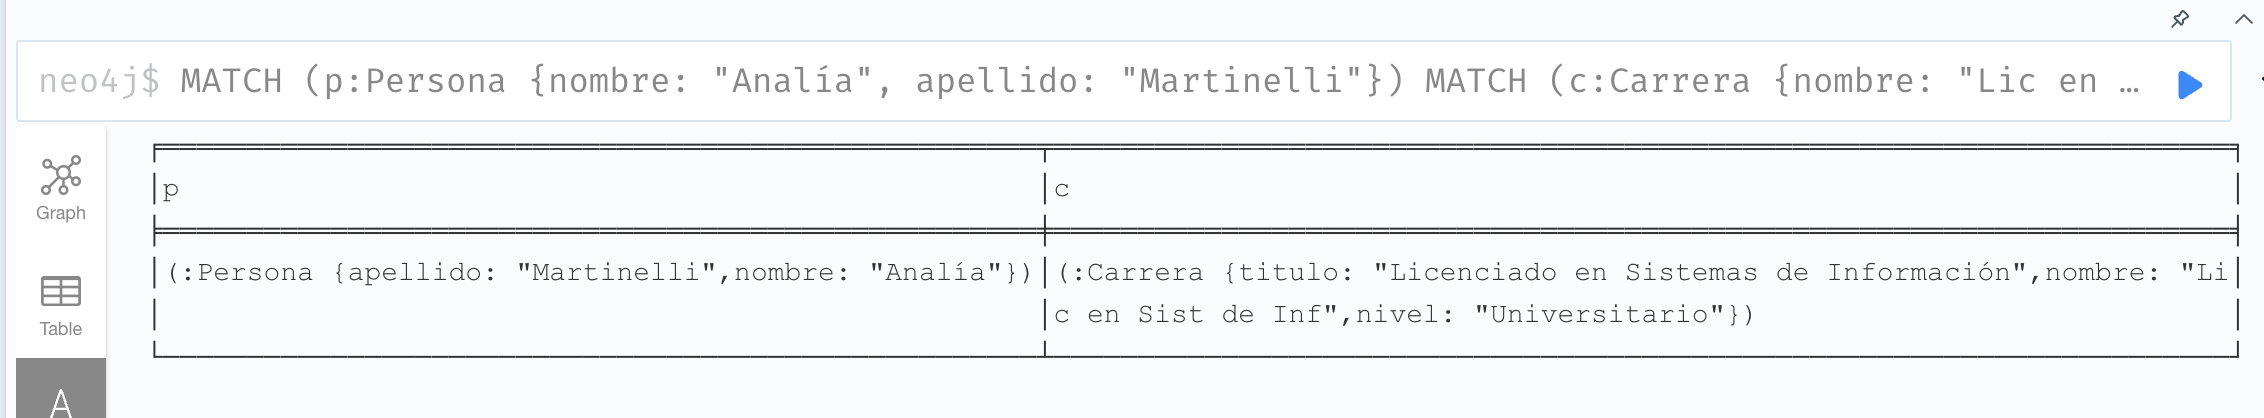 neo4j$ MATCH (p:Persona {nombre: "Analía", apellido: "Martinelli"}) MATCH (c:Carrera {nombre: "Lic en …
Graph
Table
A
p
c
(:Persona {apellido: "Martinelli",nombre: "Analía"})
(:Carrera {titulo: "Licenciado en Sistemas de Información",nombre: "Li
c en Sist de Inf",nivel: "Universitario"})